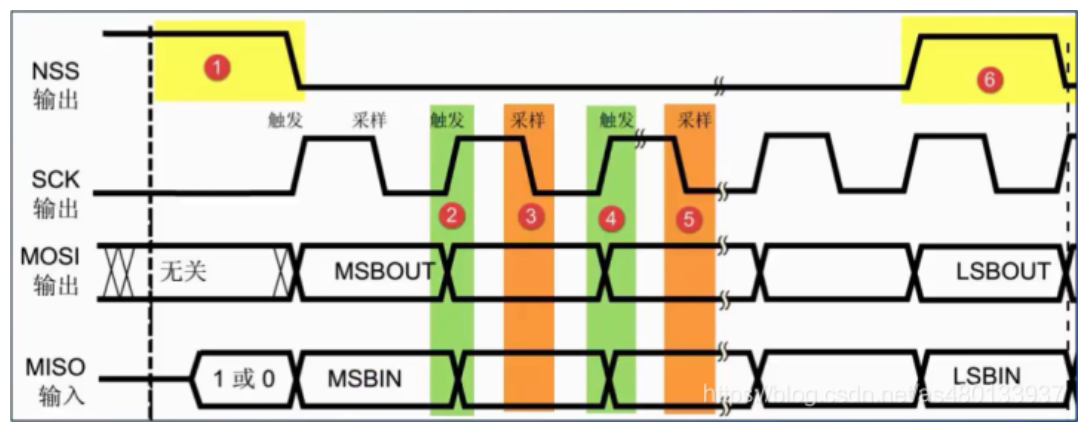 NSS
输出
1
6
触发
采样
触发
采样
触发
采样
SCK
输出
2
3
4
5
MOSI
输出
无关
MSBOUT
LSBOUT
MISO
输入
1 或 0
MSBIN
LSBIN
https://blog.csdn.net/as480133937